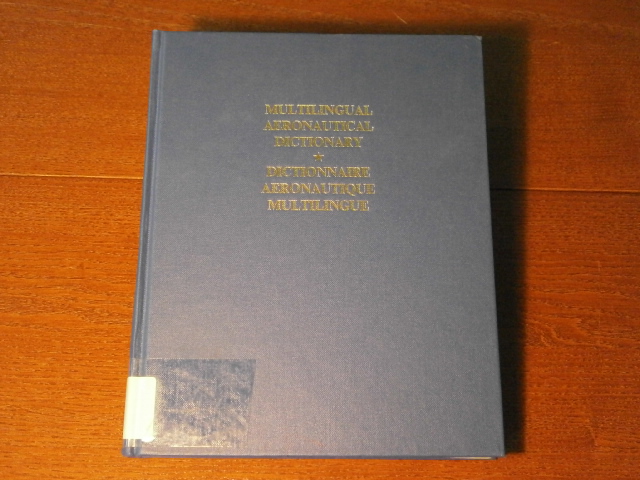 MULTILINGUAL
AERONAUTICAL
DICTIONARY
★
DICTIONNAIRE
AERONAUTIQUE
MULTILINGUE